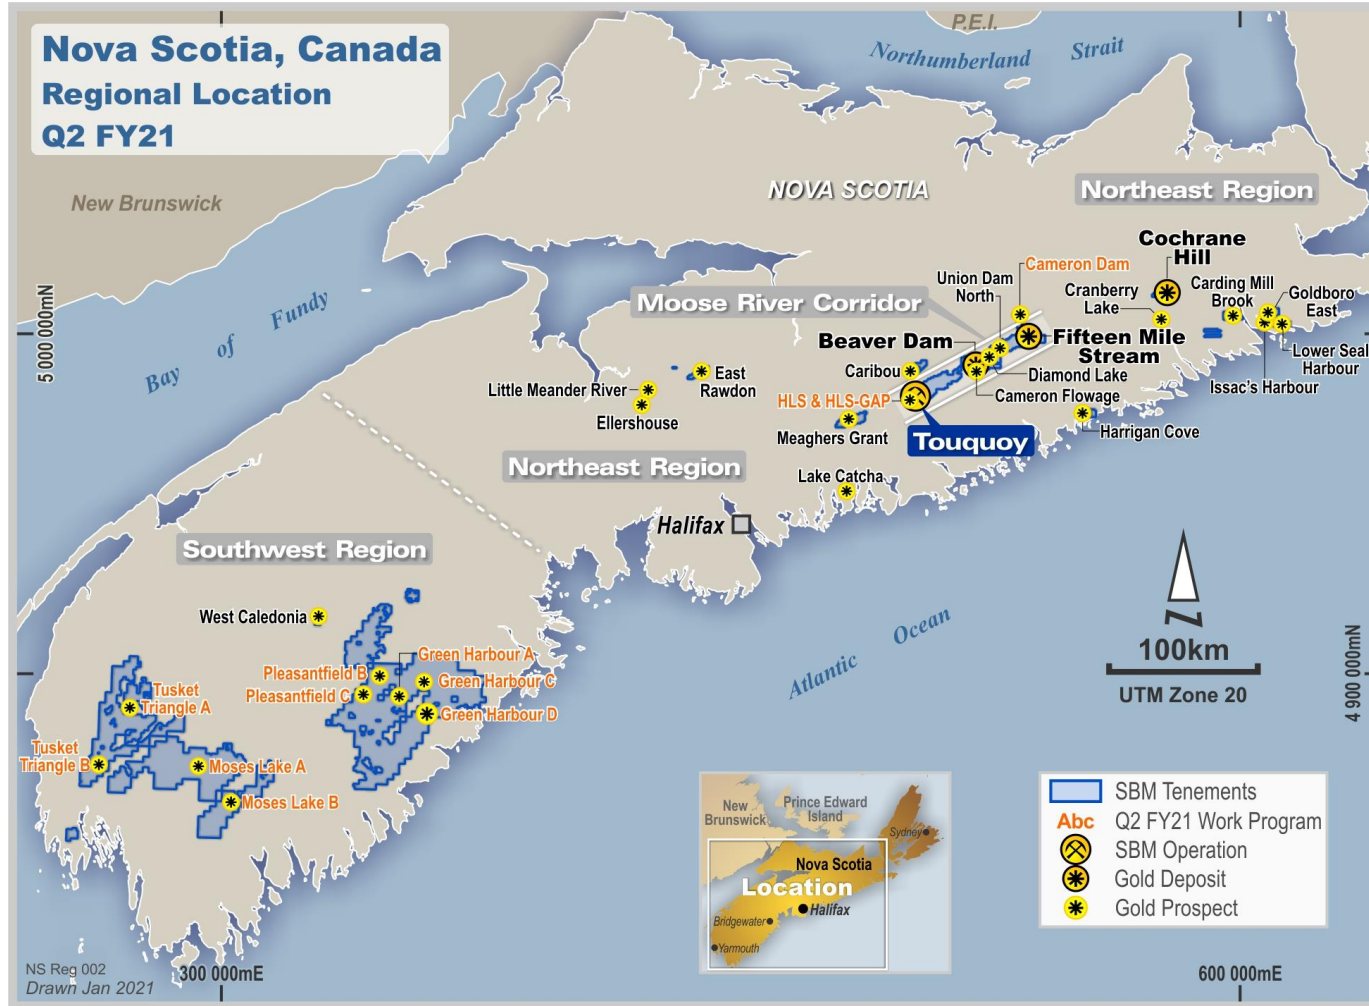 Nova Scotia, Canada
Regional Location
Q2 FY21
P.E.I.
Northumberland Strait
New Brunswick
NOVA SCOTIA
Northeast Region
Cochrane
Hill
Cameron Dam
Union Dam
North
Cranberry
Lake
Carding Mill
Brook
Goldboro
East
Moose River Corridor
Bay of Fundy
5 000 000mN
Beaver Dam
Fifteen Mile
Stream
Lower Seal
Harbour
Caribou
Diamond Lake
Issac's Harbour
East
Rawdon
Little Meander River
HLS & HLS-GAP
Cameron Flowage
Ellershouse
Meaghers Grant
Touquoy
Harrigan Cove
Northeast Region
Lake Catcha
Halifax
Southwest Region
West Caledonia
Atlantic Ocean
100km
UTM Zone 20
4 900 000mN
Green Harbour A
Pleasantfield B
Green Harbour C
Pleasantfield C
Green Harbour D
Tusket
Triangle A
Tusket
Triangle B
Moses Lake A
Moses Lake B
New
Brunswick
Prince Edward
Island
Sydney
Nova Scotia
Location
Halifax
Bridgewater
Yarmouth
SBM Tenements
Abc Q2 FY21 Work Program
SBM Operation
Gold Deposit
Gold Prospect
NS Reg 002
Drawn Jan 2021
300 000mE
600 000mE